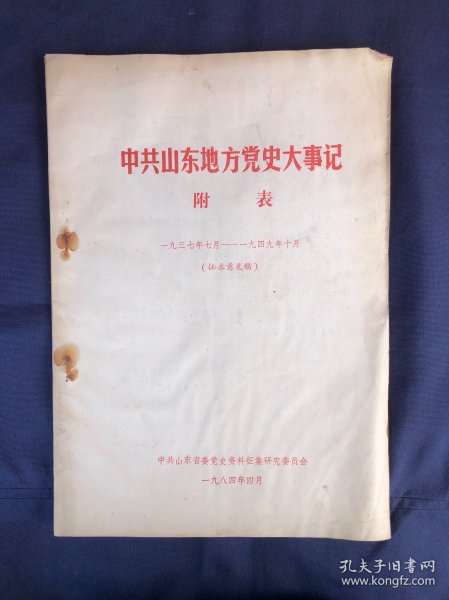 中共山东地方党史大事记
附 表
一九三七年七月——一九四九年十月
(征求意见稿)
中共山东省委党史资料征集研究委员会
一九八四年四月
孔夫子旧书网
www.kongfz.com